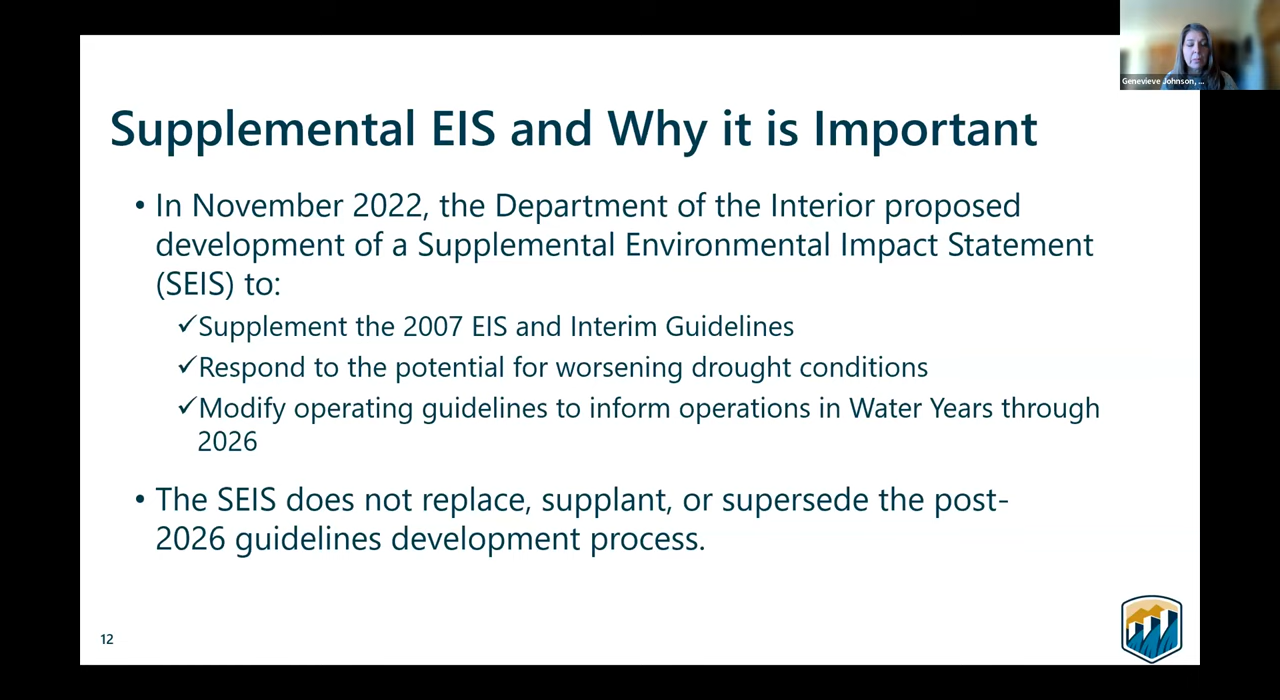 Genevieve Johnson, ...
Supplemental EIS and Why it is Important
• In November 2022, the Department of the Interior proposed
development of a Supplemental Environmental Impact Statement
(SEIS) to:
✓Supplement the 2007 EIS and Interim Guidelines
✓Respond to the potential for worsening drought conditions
✓Modify operating guidelines to inform operations in Water Years through
2026
• The SEIS does not replace, supplant, or supersede the post-
2026 guidelines development process.
12